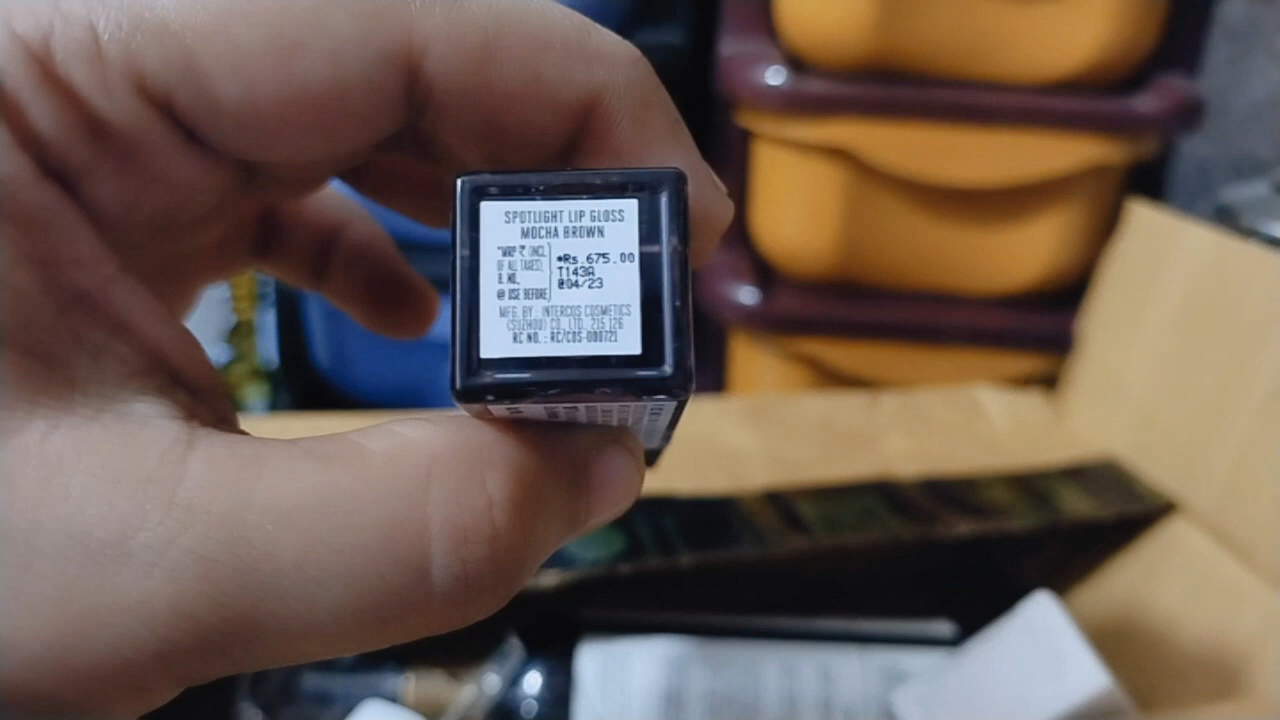 SPOTLIGHT LIP GLOSS
MOCHA BROWN
*MRP ₹ (INCL.
OF ALL TAXES),
B. NO.,
@ USE BEFORE
*Rs.675.00
T143A
@04/23
MFG. BY : INTERCOS COSMETICS
(SUZHOU) CO., LTD., 215 126
RC NO. : RC/COS-000721